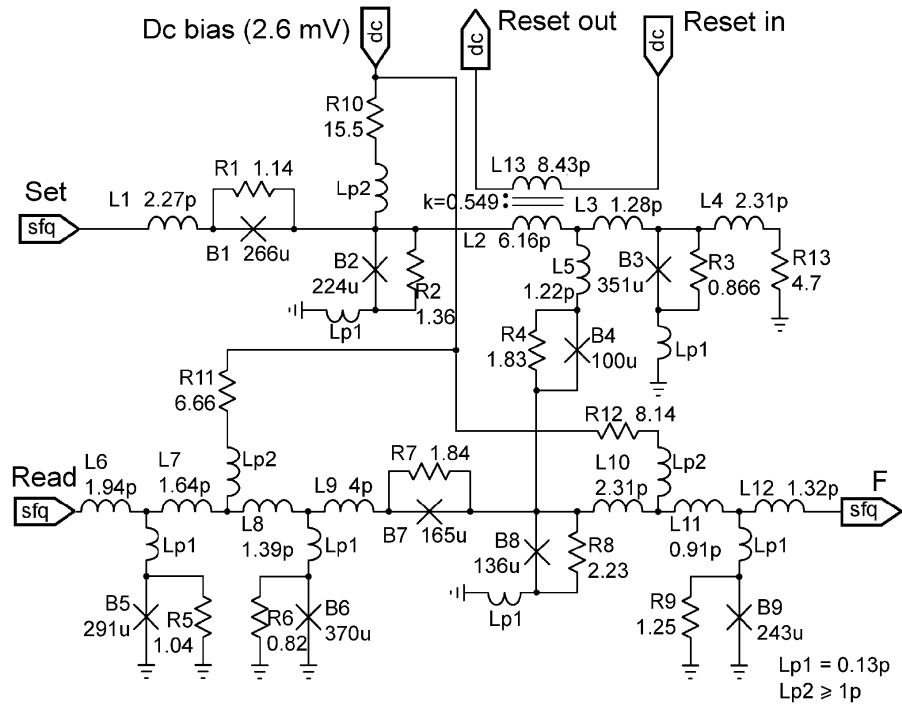 Dc bias (2.6 mV)
dc
Reset out
dc
Reset in
dc
R10
15.5
L13 8.43p
R1 1.14
Lp2
k=0.549
L3
1.28p
L4 2.31p
Set
sfq
L1 2.27p
B1 266u
L2 6.16p
B2
224u
R2
1.36
Lp1
L5
1.22p
B3
351u
R3
0.866
R13
4.7
R4
1.83
B4
100u
Lp1
R11
6.66
R12 8.14
Lp2
R7 1.84
Lp2
Read
sfq
L6
1.94p
L7
1.64p
L8
1.39p
L9 4p
B7 165u
L10
2.31p
L11
0.91p
L12 1.32p
F
sfq
Lp1
Lp1
B8
136u
R8
2.23
Lp1
Lp1
B5
291u
R5
1.04
R6
0.82
B6
370u
R9
1.25
B9
243u
Lp1 = 0.13p
Lp2 ⩾ 1p